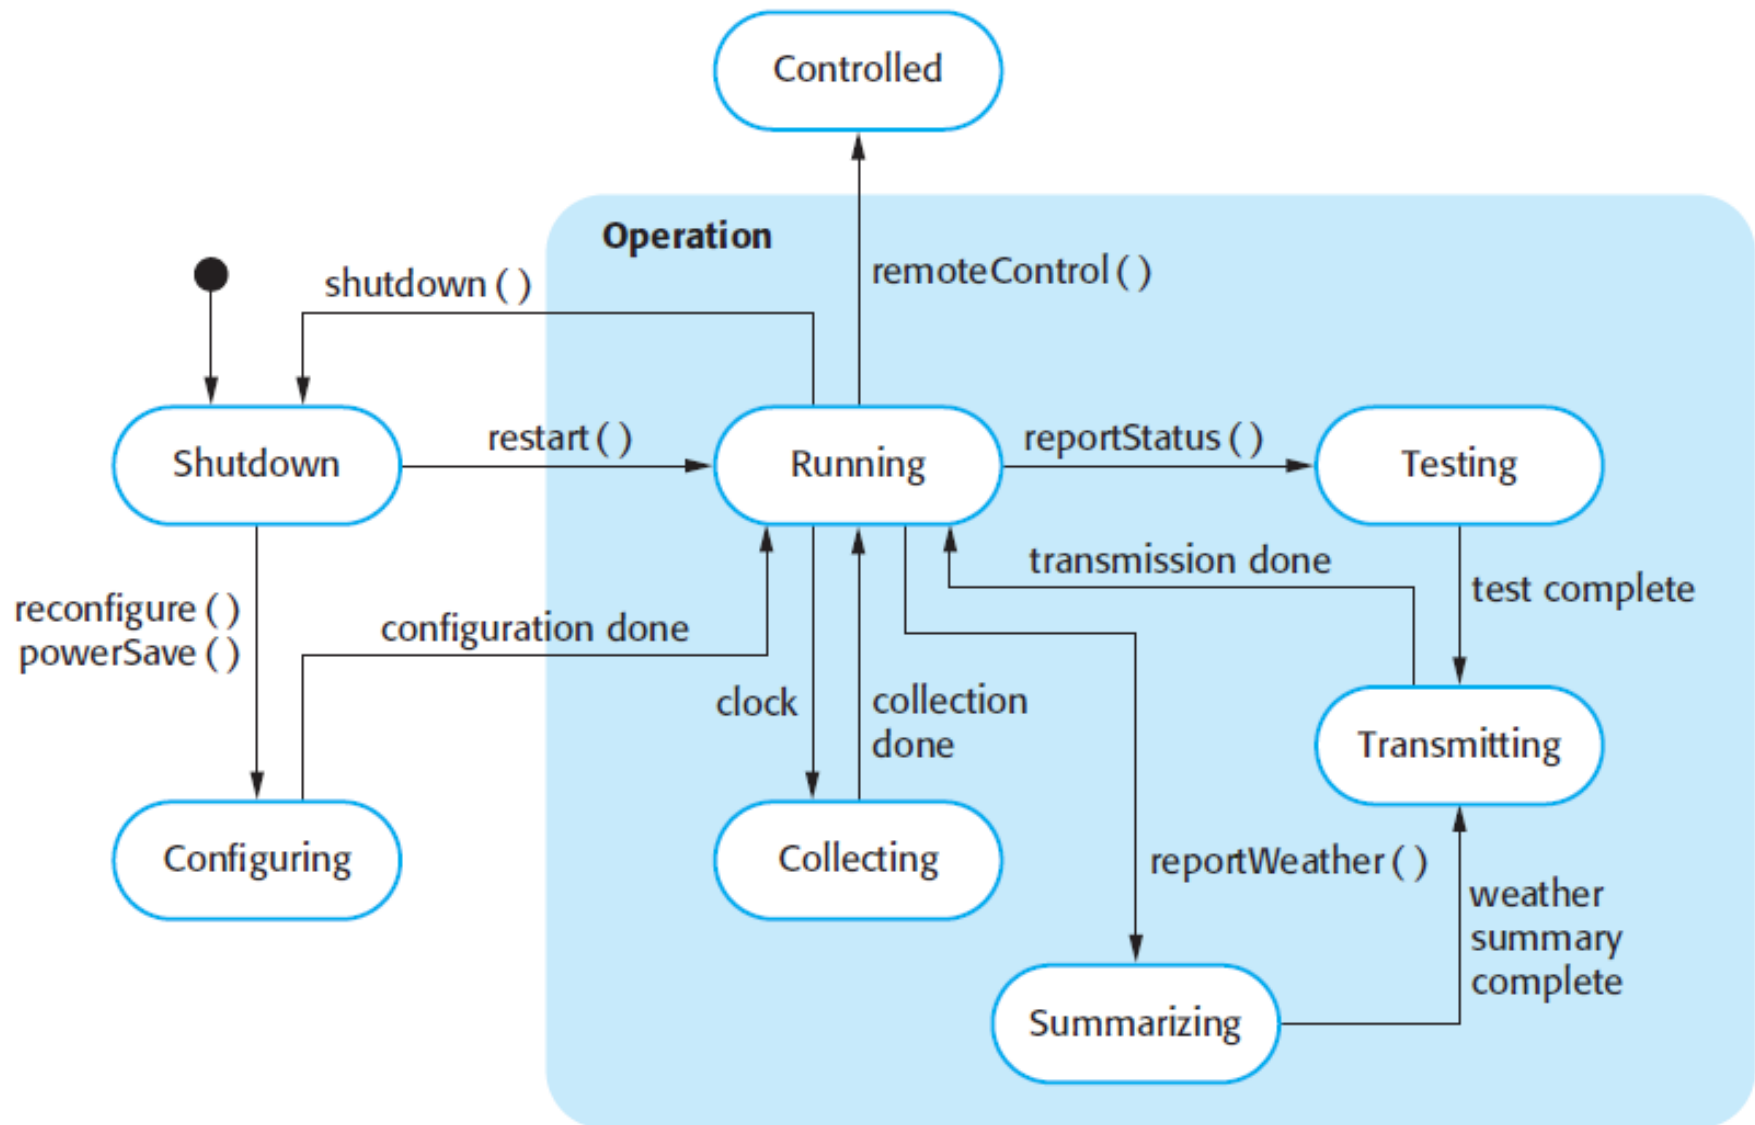 Controlled
Operation
remoteControl ( )
shutdown ( )
Shutdown
restart ( )
Running
reportStatus ( )
Testing
transmission done
test complete
reconfigure ( )
powerSave ( )
configuration done
clock
collection
done
Transmitting
Configuring
Collecting
reportWeather ( )
weather
summary
complete
Summarizing